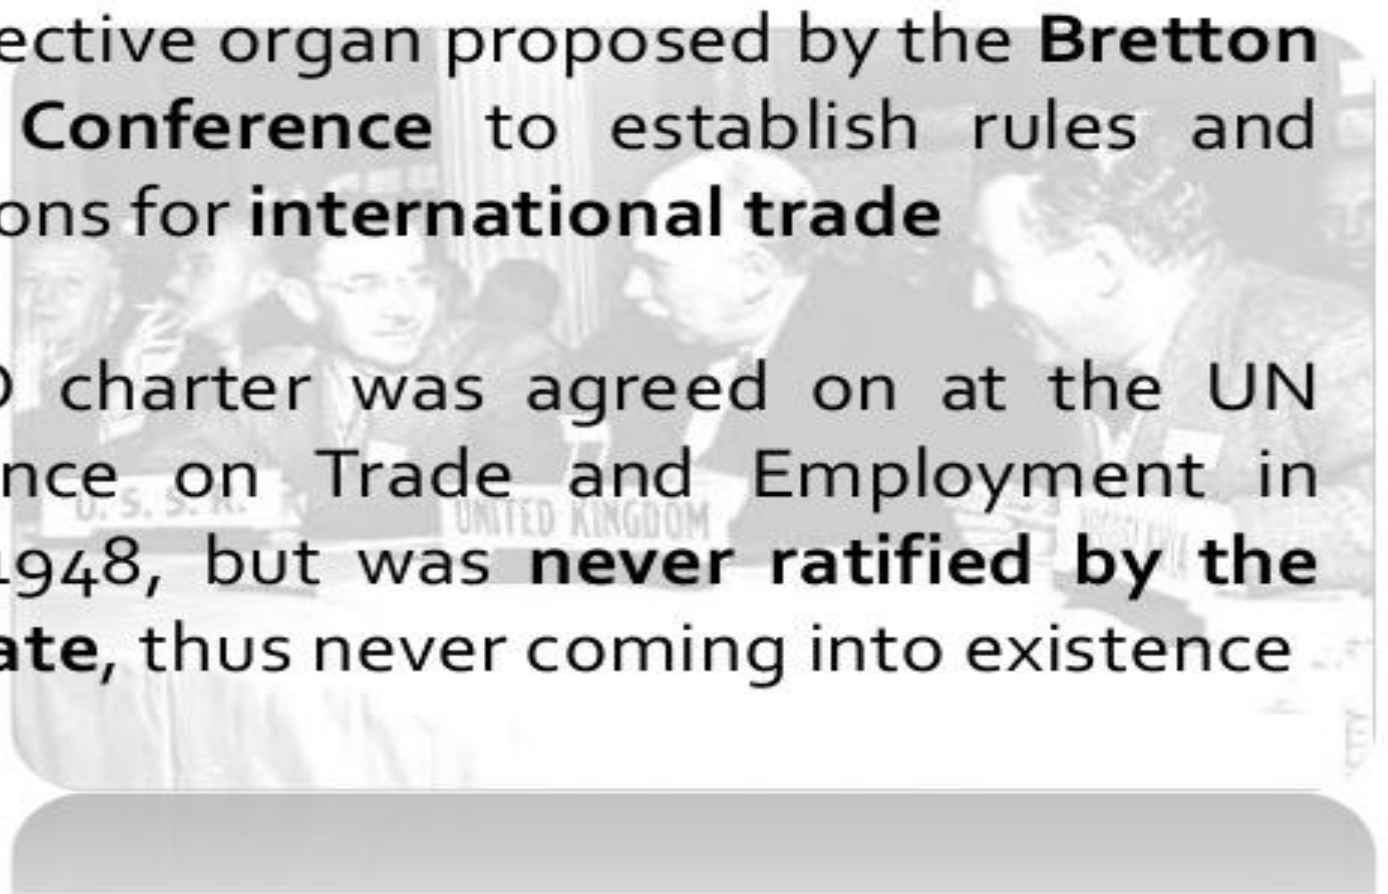 ective organ proposed by the Bretton
Conference to establish rules and
ons for international trade
charter was agreed on at the UN
nce on Trade and Employment in
U. S. S. R.
UNITED KINGDOM
1948, but was never ratified by the
ate, thus never coming into existence